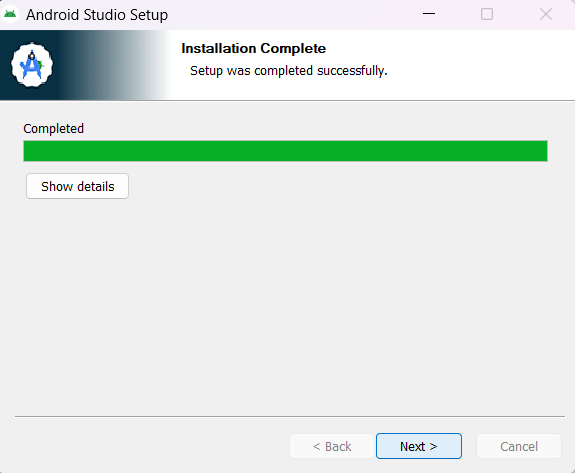 Android Studio Setup
Installation Complete
Setup was completed successfully.
Completed
Show details
< Back
Next >
Cancel